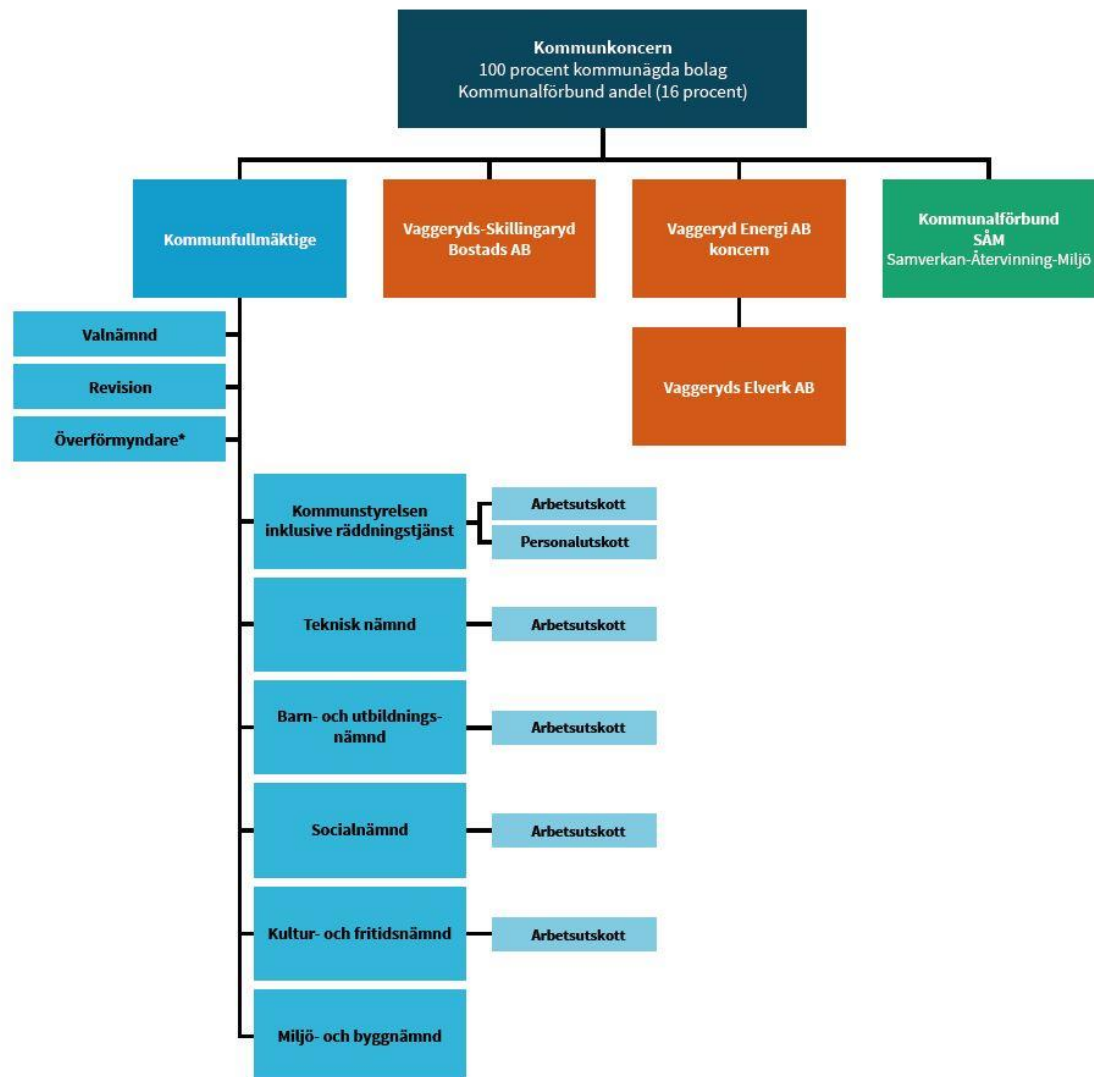 Kommunkoncern
100 procent kommunägda bolag
Kommunalförbund andel (16 procent)
Kommunfullmäktige
Vaggeryds-Skillingaryd
Bostads AB
Vaggeryd Energi AB
koncern
Kommunalförbund
SÅM
Samverkan-Återvinning-Miljö
Vaggeryds Elverk AB
Valnämnd
Revision
Överförmyndare*
Kommunstyrelsen
inklusive räddningstjänst
Arbetsutskott
Personalutskott
Teknisk nämnd
Arbetsutskott
Barn- och utbildnings-
nämnd
Arbetsutskott
Socialnämnd
Arbetsutskott
Kultur- och fritidsnämnd
Arbetsutskott
Miljö- och byggnämnd